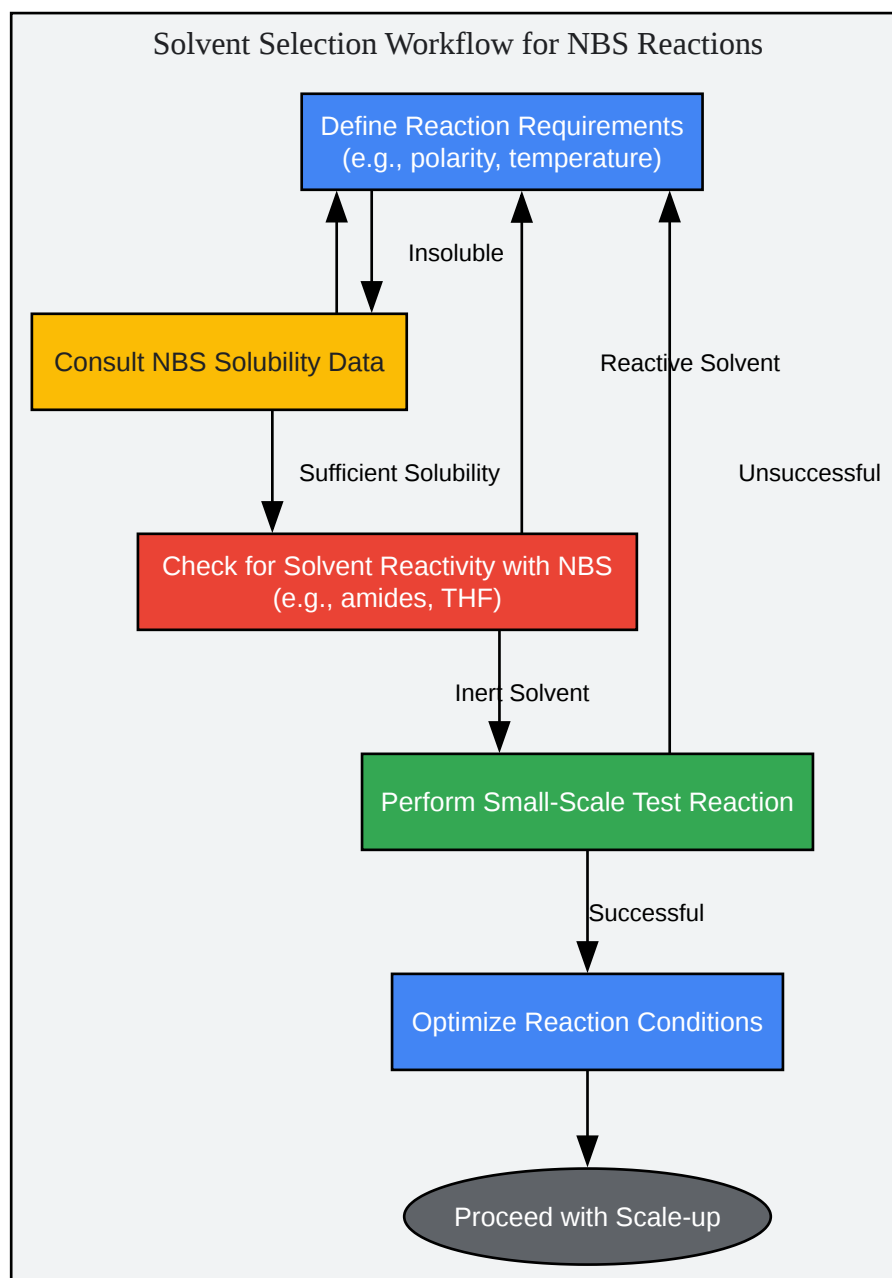 Solvent Selection Workflow for NBS Reactions
Define Reaction Requirements
(e.g., polarity, temperature)
Insoluble
Consult NBS Solubility Data
Reactive Solvent
Sufficient Solubility
Unsuccessful
Check for Solvent Reactivity with NBS
(e.g., amides, THF)
Inert Solvent
Perform Small-Scale Test Reaction
Successful
Optimize Reaction Conditions
Proceed with Scale-up